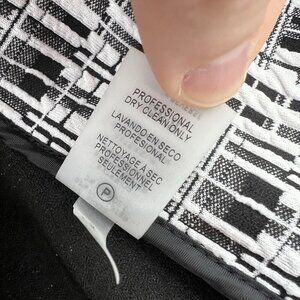 PROFESSIONAL
DRY CLEAN ONLY
LAVANDO EN SECO
PROFESIONAL
NETTOYAGE A SEC
PROFESSIONNEL
SEULEMENT.
P